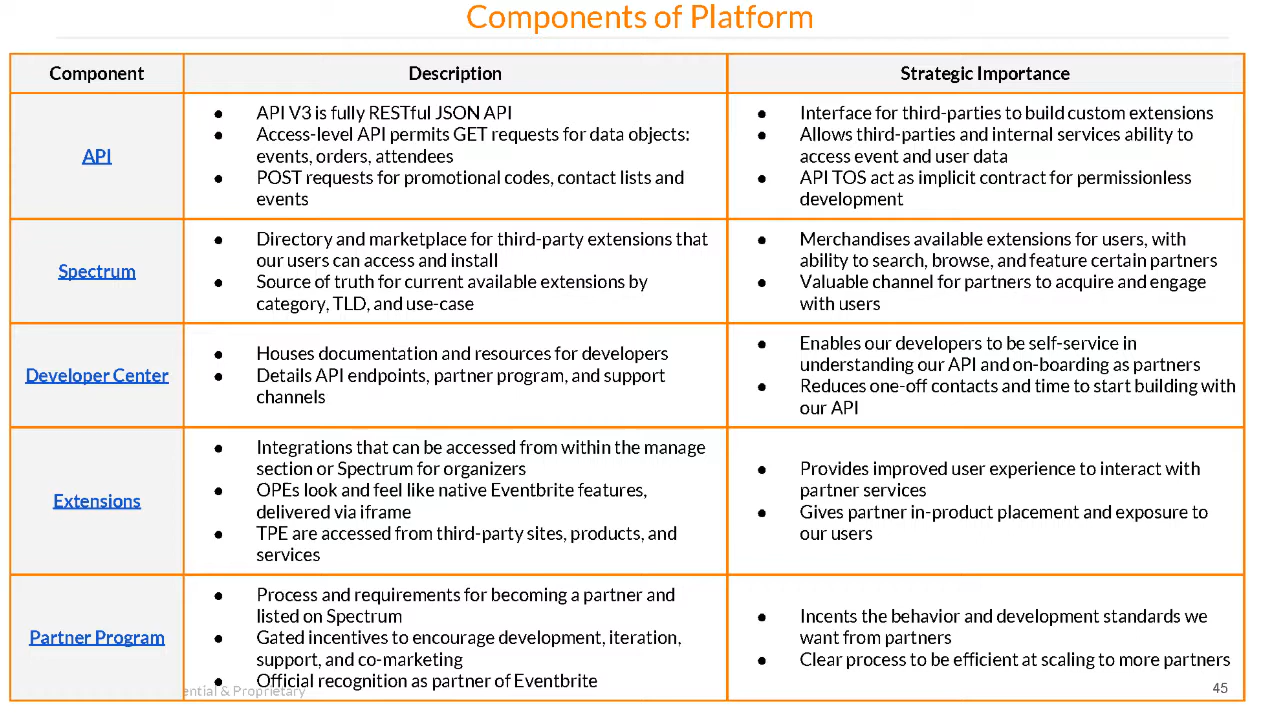 Components of Platform
Component
Description
Strategic Importance
API
● API V3 is fully RESTful JSON API
● Access-level API permits GET requests for data objects:
events, orders, attendees
● POST requests for promotional codes, contact lists and
events
● Interface for third-parties to build custom extensions
● Allows third-parties and internal services ability to
access event and user data
● API TOS act as implicit contract for permissionless
development
Spectrum
● Directory and marketplace for third-party extensions that
our users can access and install
● Source of truth for current available extensions by
category, TLD, and use-case
● Merchandises available extensions for users, with
ability to search, browse, and feature certain partners
● Valuable channel for partners to acquire and engage
with users
Developer Center
● Houses documentation and resources for developers
● Details API endpoints, partner program, and support
channels
● Enables our developers to be self-service in
understanding our API and on-boarding as partners
● Reduces one-off contacts and time to start building with
our API
Extensions
● Integrations that can be accessed from within the manage
section or Spectrum for organizers
● OPEs look and feel like native Eventbrite features,
delivered via iframe
● TPE are accessed from third-party sites, products, and
services
● Provides improved user experience to interact with
partner services
● Gives partner in-product placement and exposure to
our users
Partner Program
● Process and requirements for becoming a partner and
listed on Spectrum
● Gated incentives to encourage development, iteration,
support, and co-marketing
● Official recognition as partner of Eventbrite
● Incents the behavior and development standards we
want from partners
● Clear process to be efficient at scaling to more partners
ential & Proprietary
45